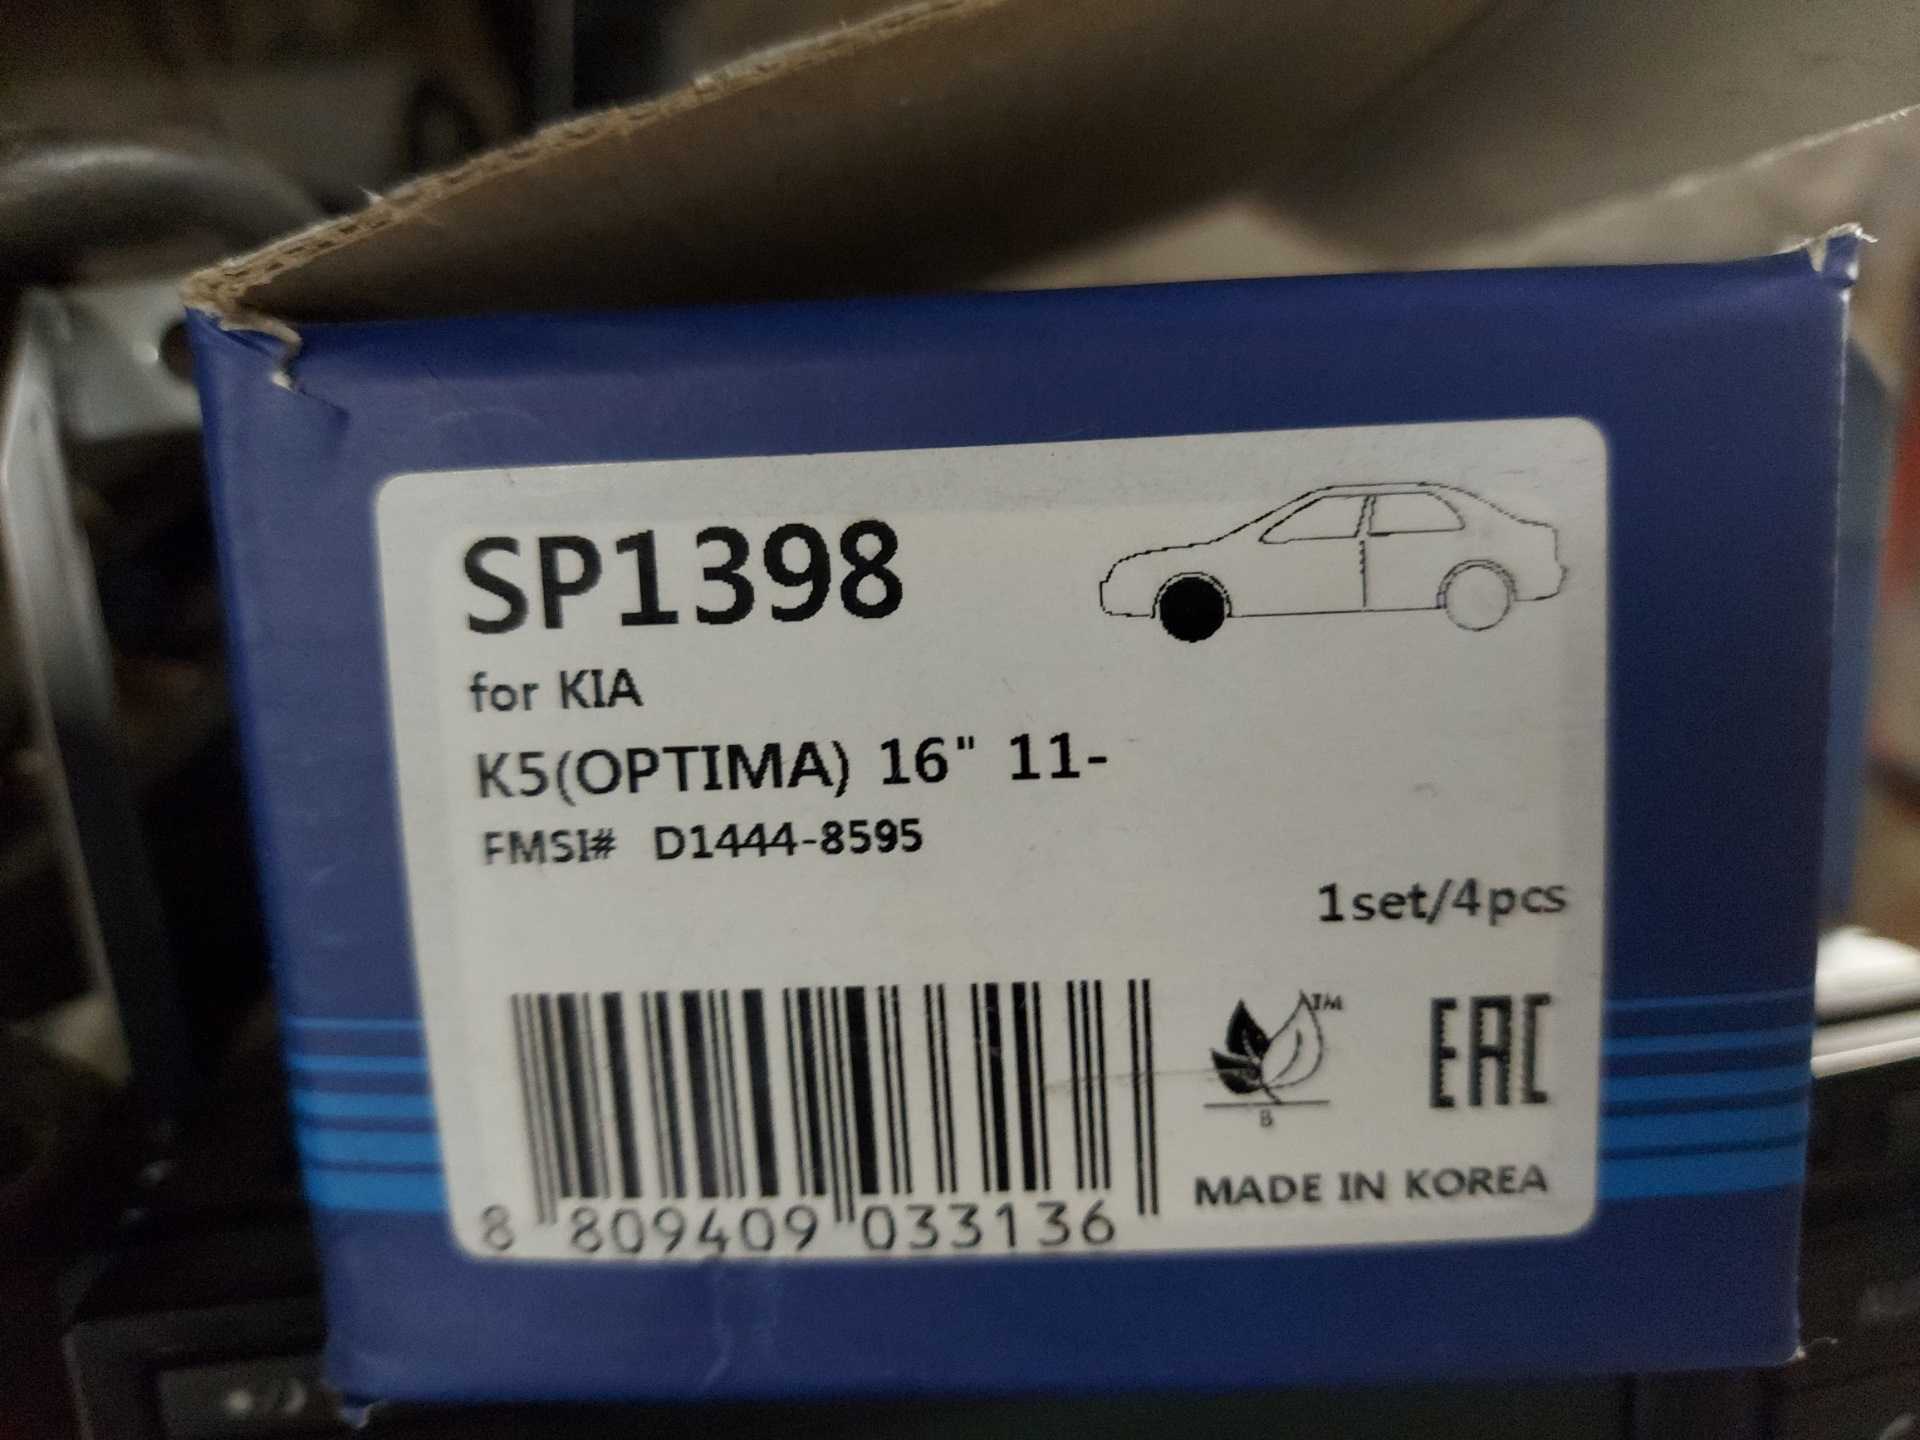 SP1398
for KIA
K5(OPTIMA) 16" 11-
FMSI# D1444-8595
1set/4pcs
TM
B
EAC
MADE IN KOREA
8 809409 033136